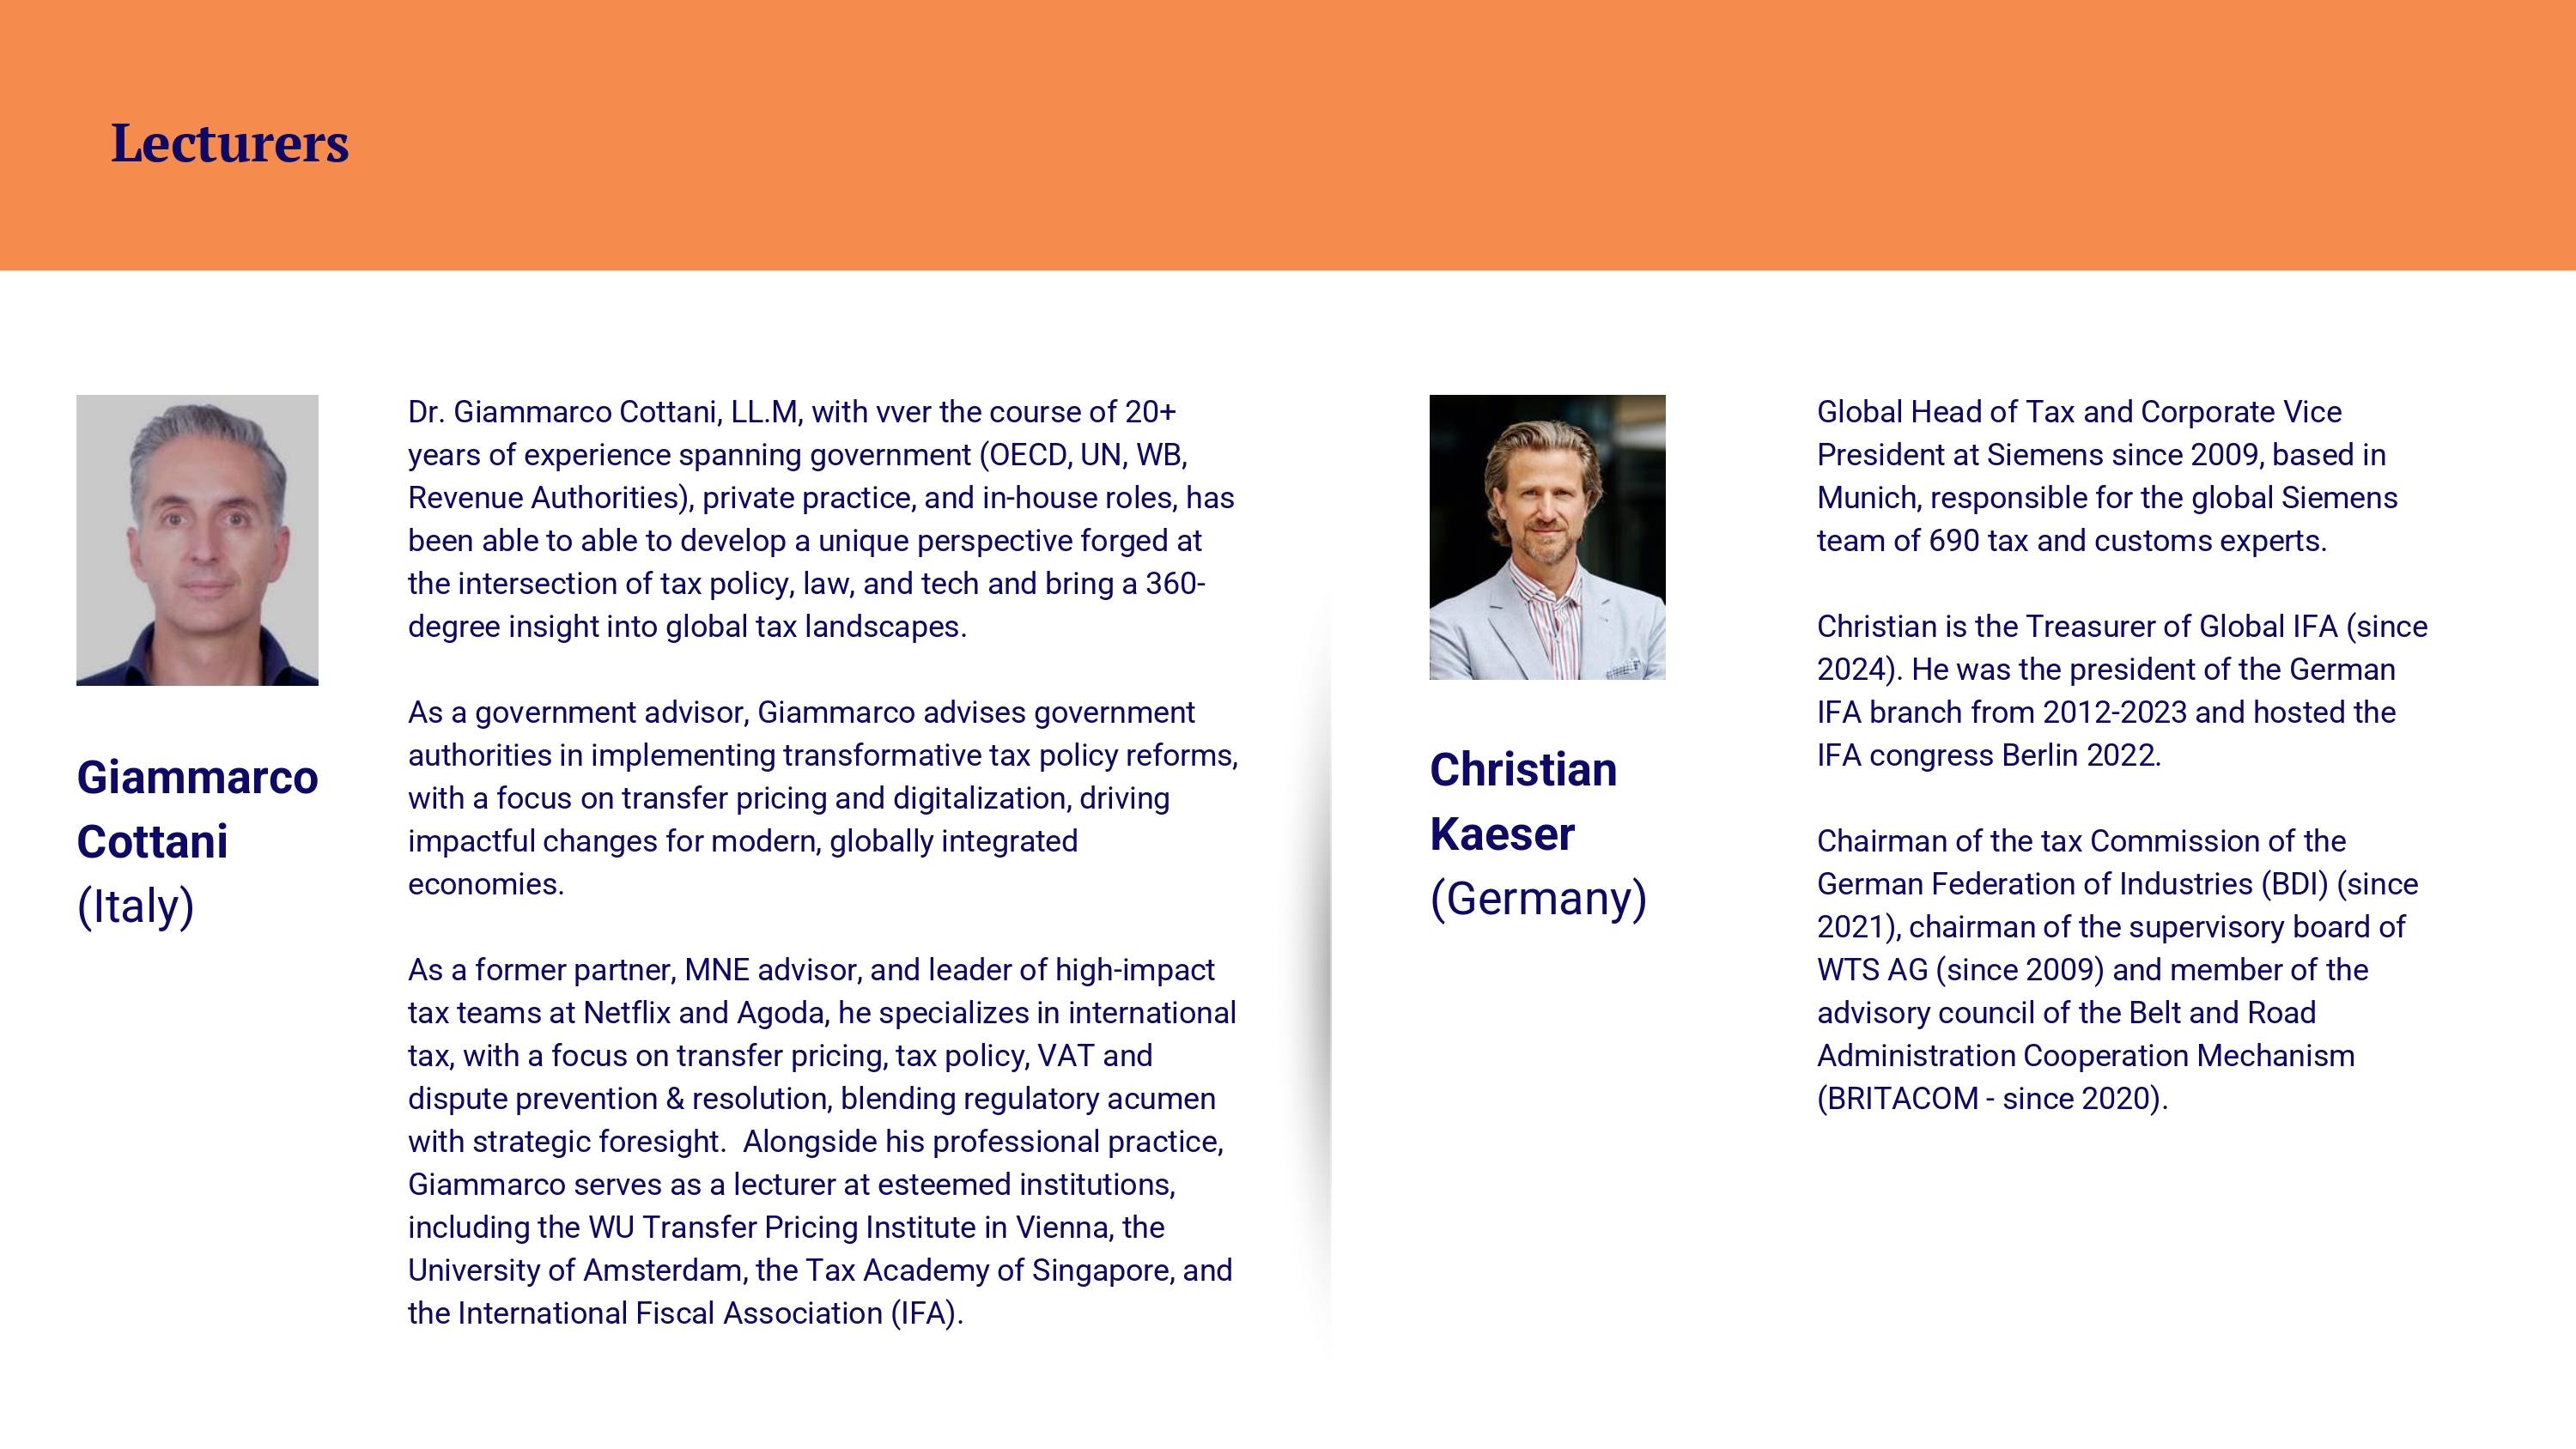 Lecturers
Giammarco
Cottani
(Italy)
Dr. Giammarco Cottani, LL.M, with vver the course of 20+
years of experience spanning government (OECD, UN, WB,
Revenue Authorities), private practice, and in-house roles, has
been able to able to develop a unique perspective forged at
the intersection of tax policy, law, and tech and bring a 360-
degree insight into global tax landscapes.
As a government advisor, Giammarco advises government
authorities in implementing transformative tax policy reforms,
with a focus on transfer pricing and digitalization, driving
impactful changes for modern, globally integrated
economies.
As a former partner, MNE advisor, and leader of high-impact
tax teams at Netflix and Agoda, he specializes in international
tax, with a focus on transfer pricing, tax policy, VAT and
dispute prevention & resolution, blending regulatory acumen
with strategic foresight.  Alongside his professional practice,
Giammarco serves as a lecturer at esteemed institutions,
including the WU Transfer Pricing Institute in Vienna, the
University of Amsterdam, the Tax Academy of Singapore, and
the International Fiscal Association (IFA).
Christian
Kaeser
(Germany)
Global Head of Tax and Corporate Vice
President at Siemens since 2009, based in
Munich, responsible for the global Siemens
team of 690 tax and customs experts.
Christian is the Treasurer of Global IFA (since
2024). He was the president of the German
IFA branch from 2012-2023 and hosted the
IFA congress Berlin 2022.
Chairman of the tax Commission of the
German Federation of Industries (BDI) (since
2021), chairman of the supervisory board of
WTS AG (since 2009) and member of the
advisory council of the Belt and Road
Administration Cooperation Mechanism
(BRITACOM - since 2020).